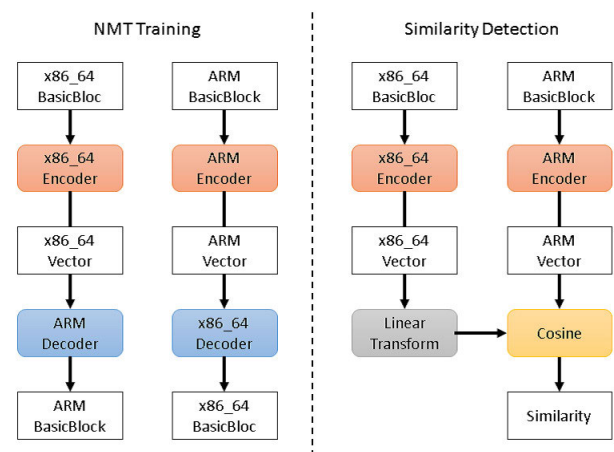 NMT Training
x86_64
BasicBloc
x86_64
Encoder
x86_64
Vector
ARM
Decoder
ARM
BasicBlock
ARM
BasicBlock
ARM
Encoder
ARM
Vector
x86_64
Decoder
x86_64
BasicBloc
Similarity Detection
x86_64
BasicBloc
x86_64
Encoder
x86_64
Vector
Linear
Transform
ARM
BasicBlock
ARM
Encoder
ARM
Vector
Cosine
Similarity